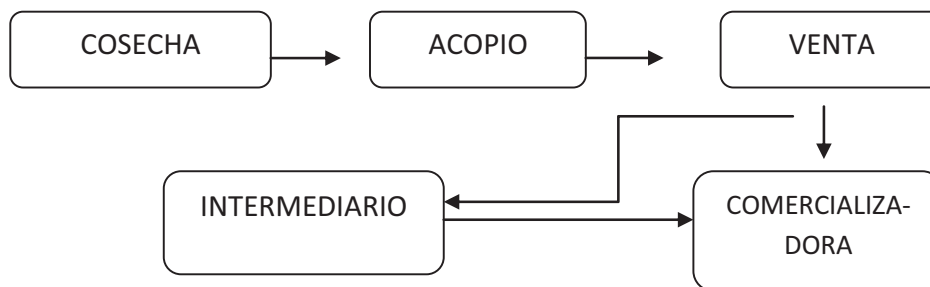 COSECHA
ACOPIO
VENTA
INTERMEDIARIO
COMERCIALIZA-
DORA